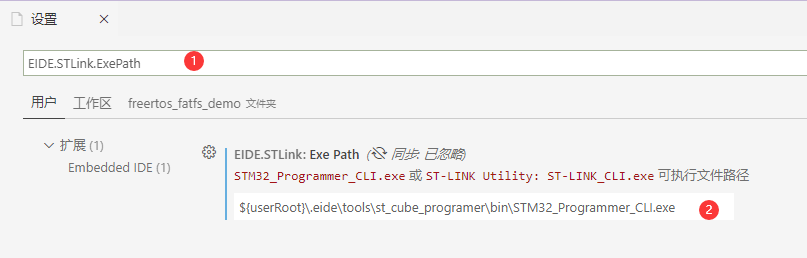 设置
EIDE.STLink.ExePath
1
用户 工作区 freertos_fatfs_demo 文件夹
扩展 (1)
Embedded IDE (1)
EIDE.STLink: Exe Path (同步: 已忽略)
STM32_Programmer_CLI.exe 或 ST-LINK Utility: ST-LINK_CLI.exe 可执行文件路径
${userRoot}\.eide\tools\st_cube_programer\bin\STM32_Programmer_CLI.exe
2